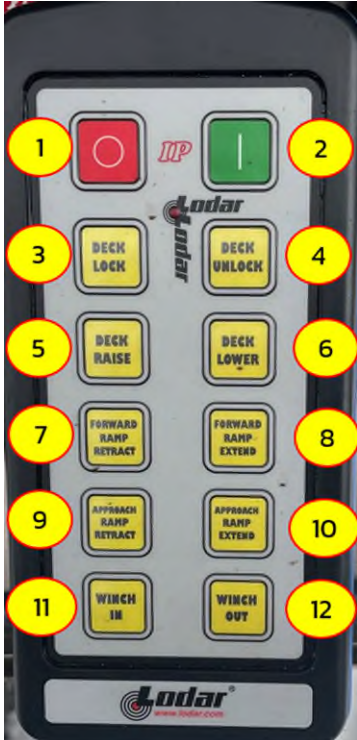 1
IP
2
Lodar
Lodar
3
DECK
LOCK
DECK
UNLOCK
4
5
DECK
RAISE
DECK
LOWER
6
7
FORWARD
RAMP
RETRACT
FORWARD
RAMP
EXTEND
8
9
APPROACH
RAMP
RETRACT
APPROACH
RAMP
EXTEND
10
11
WINCH
IN
WINCH
OUT
12
Lodar®
www.lodar.com